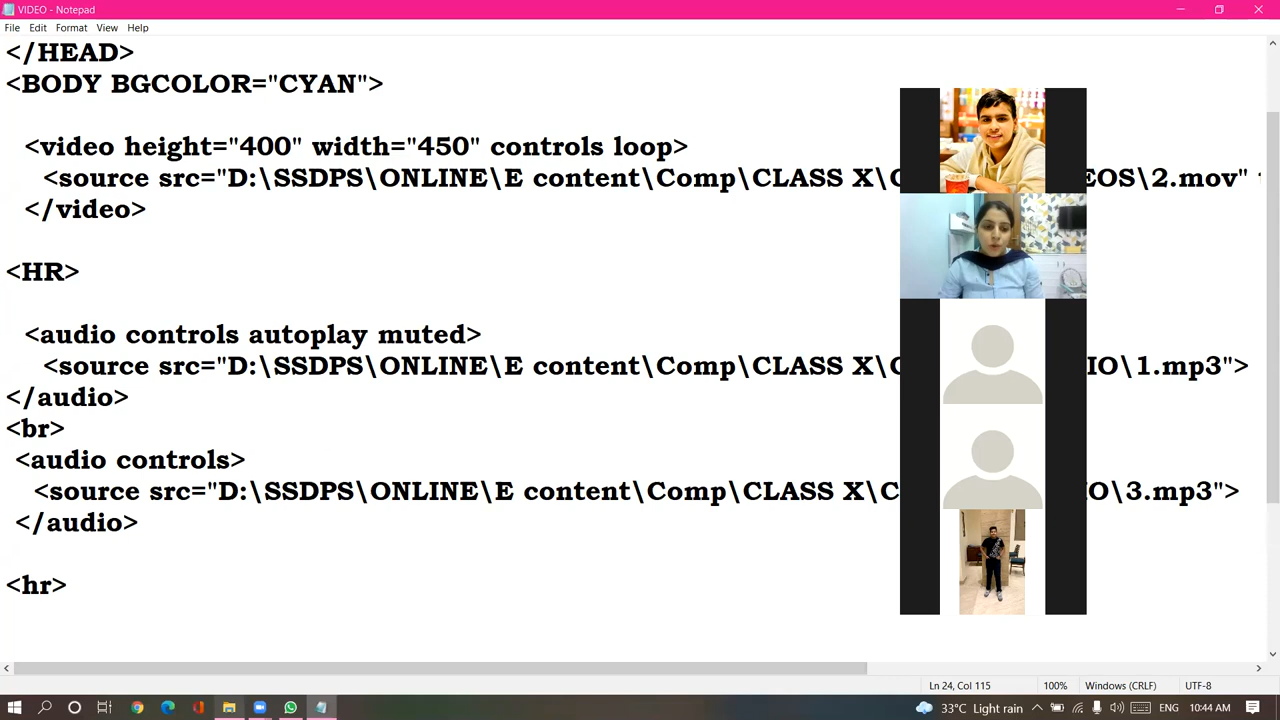 VIDEO - Notepad
File Edit Format View Help
</HEAD>
<BODY BGCOLOR="CYAN">
<video height="400" width="450" controls loop>
<source src="D:\SSDPS\ONLINE\E content\Comp\CLASS X\C EOS\2.mov"
</video>
<HR>
<audio controls autoplay muted>
<source src="D:\SSDPS\ONLINE\E content\Comp\CLASS X\C IO\1.mp3">
</audio>
<br>
<audio controls>
<source src="D:\SSDPS\ONLINE\E content\Comp\CLASS X\C IO\3.mp3">
</audio>
<hr>
Ln 24, Col 115 100% Windows (CRLF) UTF-8
33°C Light rain ENG 10:44 AM